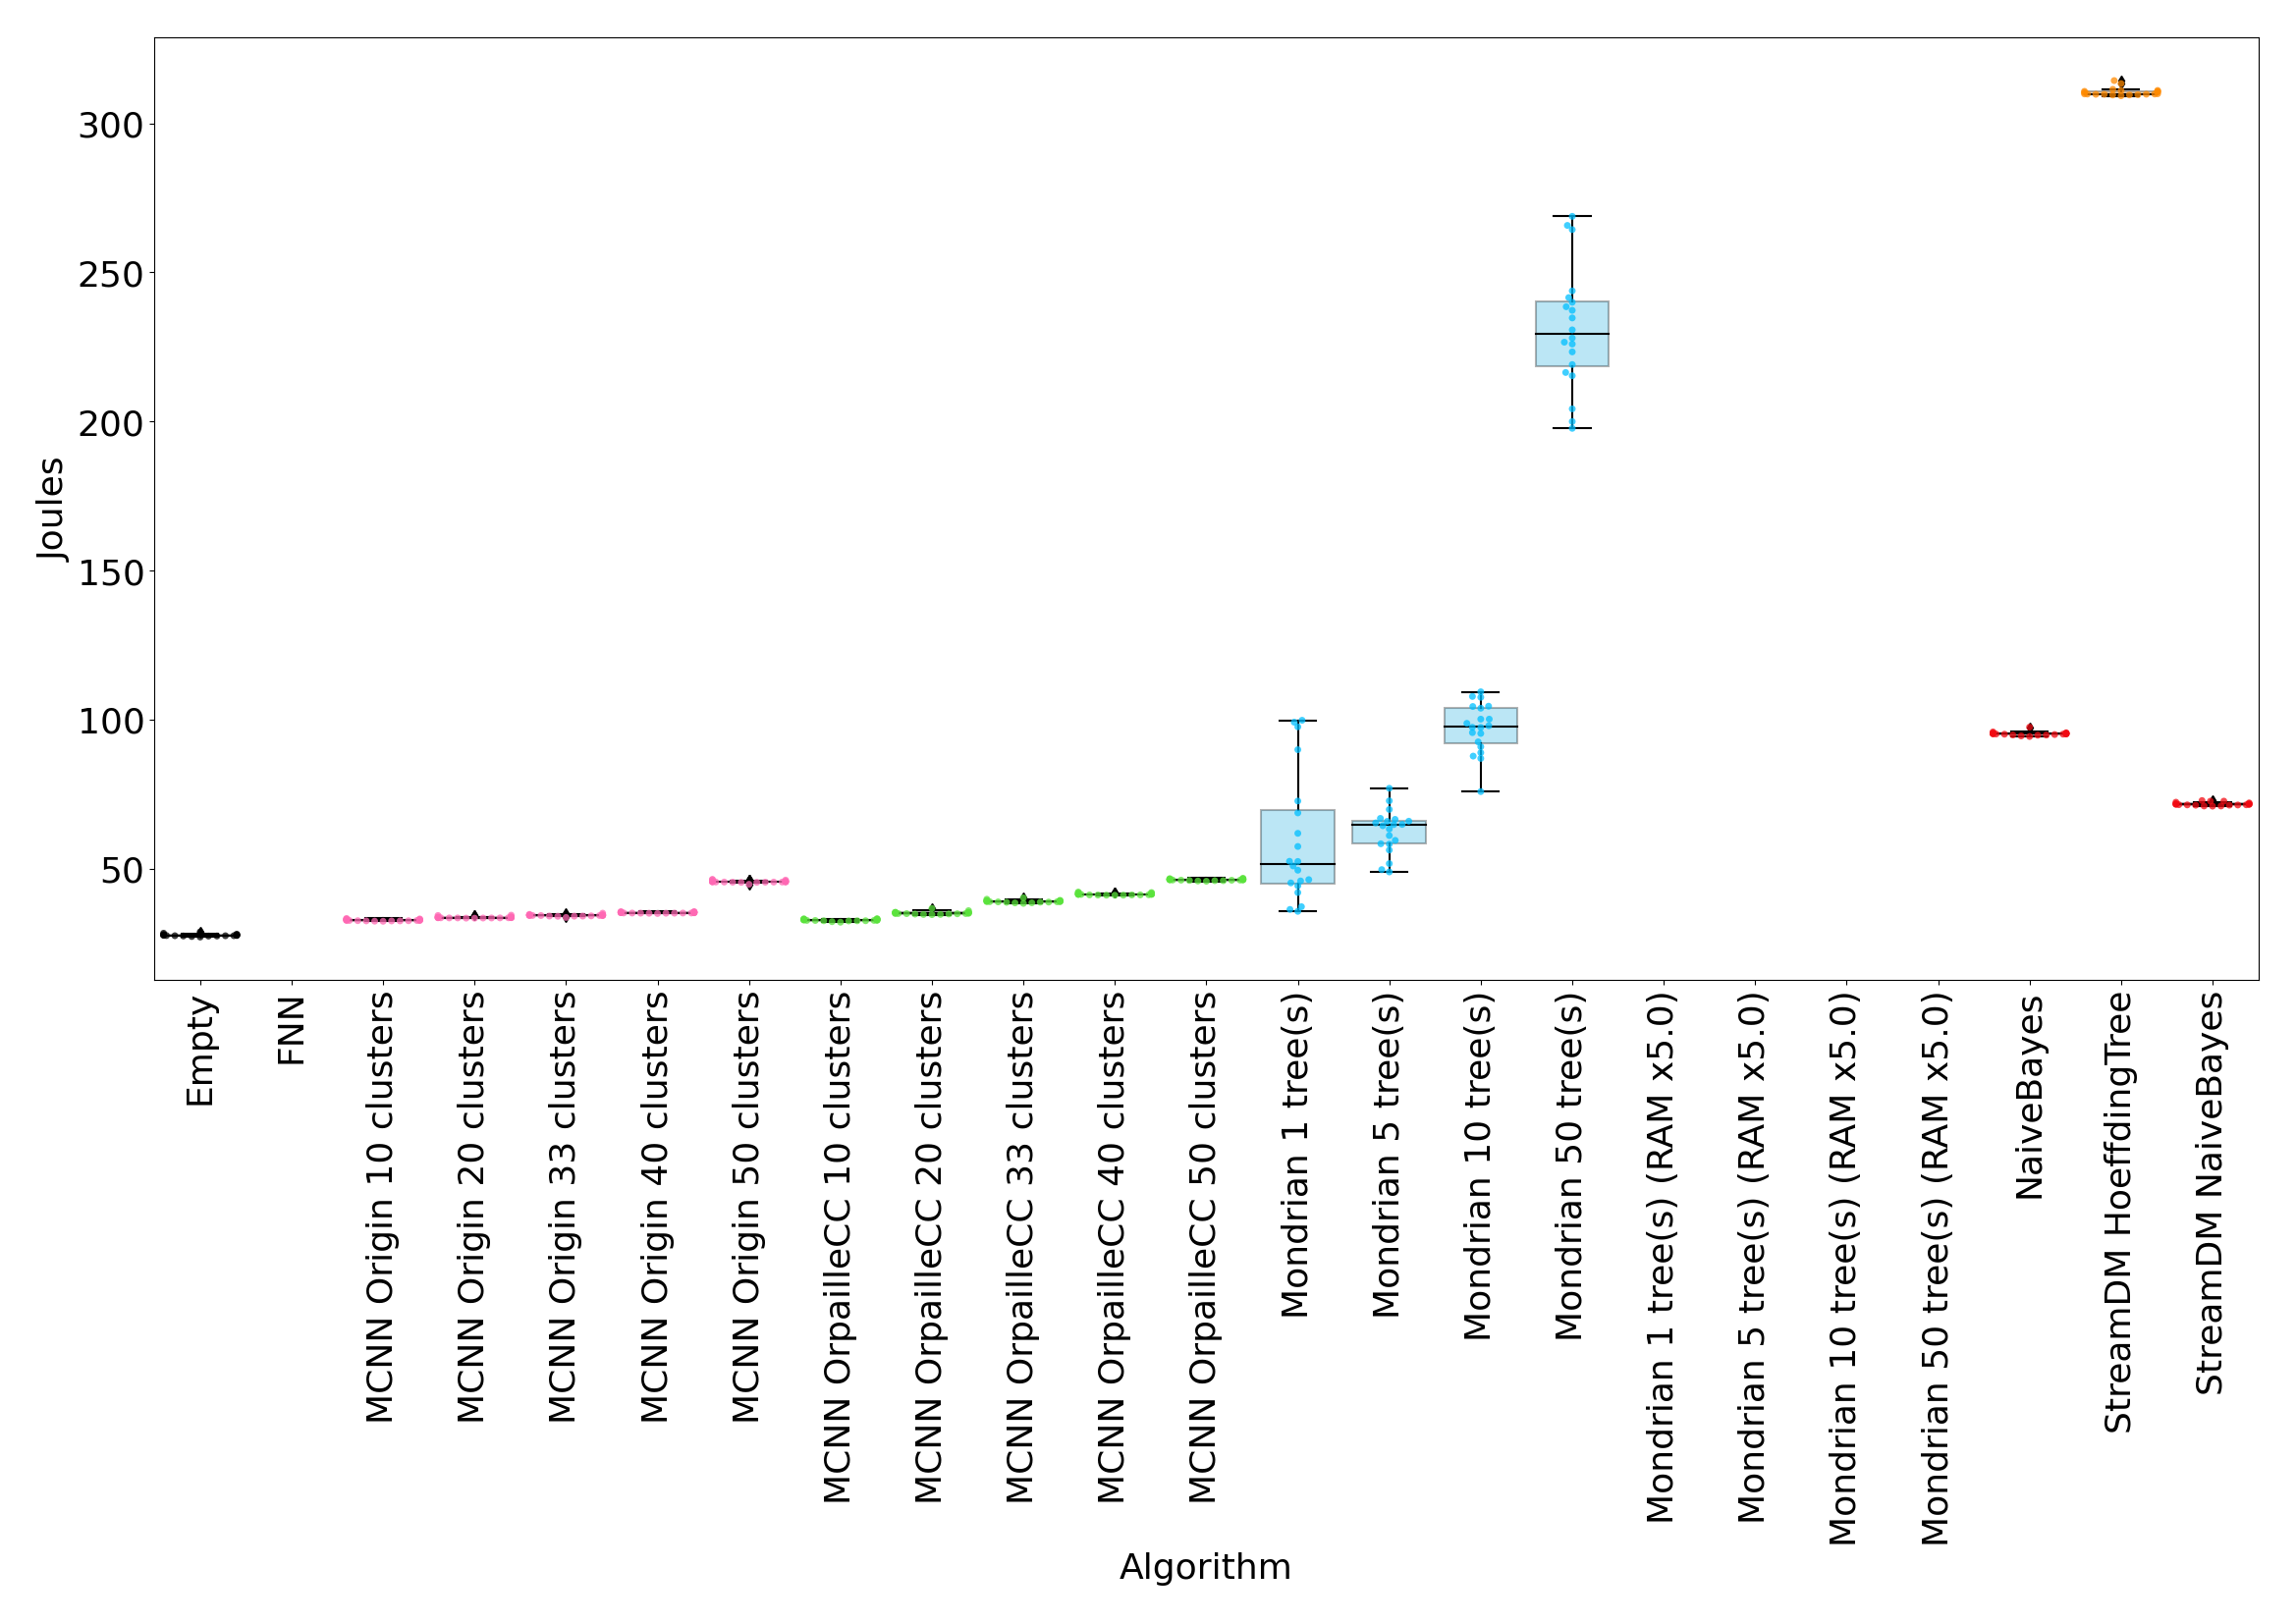 Joules
300
250
200
150
100
50
Empty
FNN
MCNN Origin 10 clusters
MCNN Origin 20 clusters
MCNN Origin 33 clusters
MCNN Origin 40 clusters
MCNN Origin 50 clusters
MCNN OrpailleCC 10 clusters
MCNN OrpailleCC 20 clusters
MCNN OrpailleCC 33 clusters
MCNN OrpailleCC 40 clusters
MCNN OrpailleCC 50 clusters
Mondrian 1 tree(s)
Mondrian 5 tree(s)
Mondrian 10 tree(s)
Mondrian 50 tree(s)
Mondrian 1 tree(s) (RAM x5.0)
Mondrian 5 tree(s) (RAM x5.0)
Mondrian 10 tree(s) (RAM x5.0)
Mondrian 50 tree(s) (RAM x5.0)
NaiveBayes
StreamDM HoeffdingTree
StreamDM NaiveBayes
Algorithm